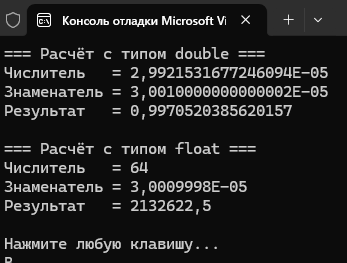 Консоль отладки Microsoft Vi
=== Расчёт с типом double ===
Числитель   = 2,9921531677246094E-05
Знаменатель = 3,0010000000000002E-05
Результат   = 0,9970520385620157
=== Расчёт с типом float ===
Числитель   = 64
Знаменатель = 3,0009998E-05
Результат   = 2132622,5
Нажмите любую клавишу...